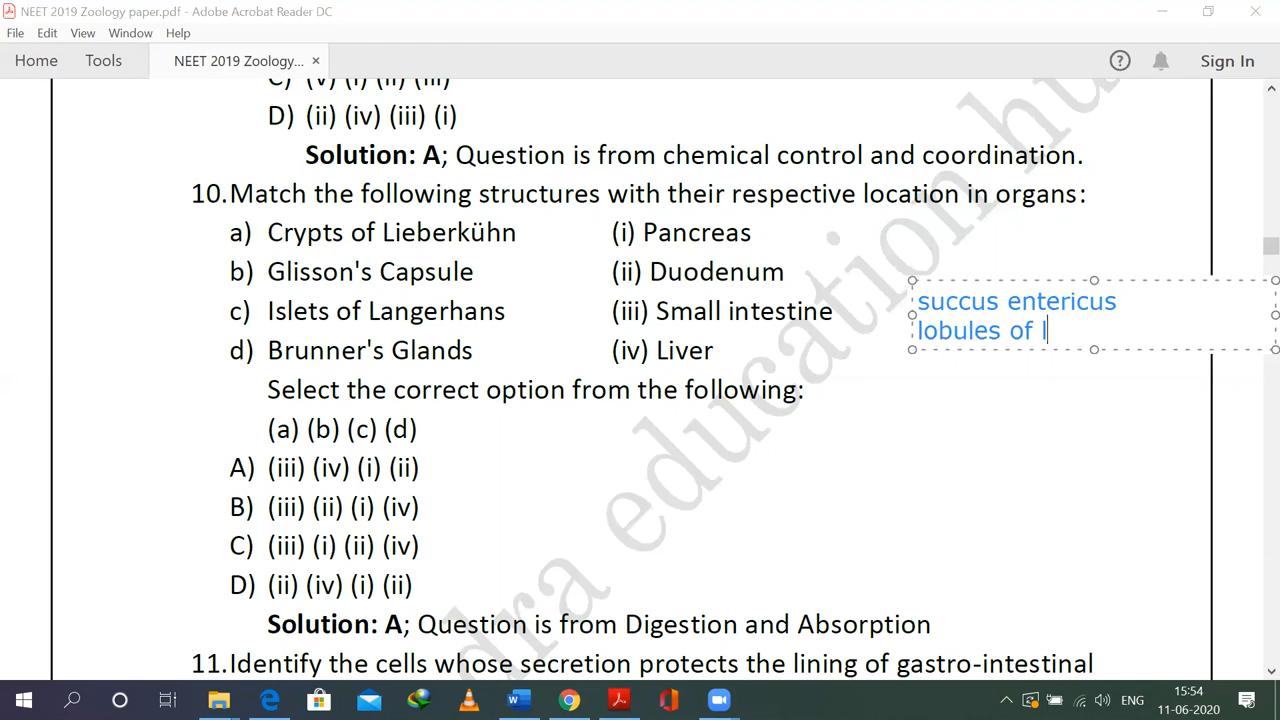 NEET 2019 Zoology paper.pdf - Adobe Acrobat Reader DC
File Edit View Window Help
Home Tools NEET 2019 Zoology... × Sign In
C) (v) (i) (ii) (iii)
D) (ii) (iv) (iii) (i)
Solution: A; Question is from chemical control and coordination.
10. Match the following structures with their respective location in organs:
a) Crypts of Lieberkühn (i) Pancreas
b) Glisson's Capsule (ii) Duodenum
succus entericus
c) Islets of Langerhans (iii) Small intestine
lobules of l
d) Brunner's Glands (iv) Liver
Select the correct option from the following:
(a) (b) (c) (d)
A) (iii) (iv) (i) (ii)
B) (iii) (ii) (i) (iv)
C) (iii) (i) (ii) (iv)
D) (ii) (iv) (i) (ii)
Solution: A; Question is from Digestion and Absorption
11. Identify the cells whose secretion protects the lining of gastro-intestinal
dra education hu
ENG 15:54
11-06-2020